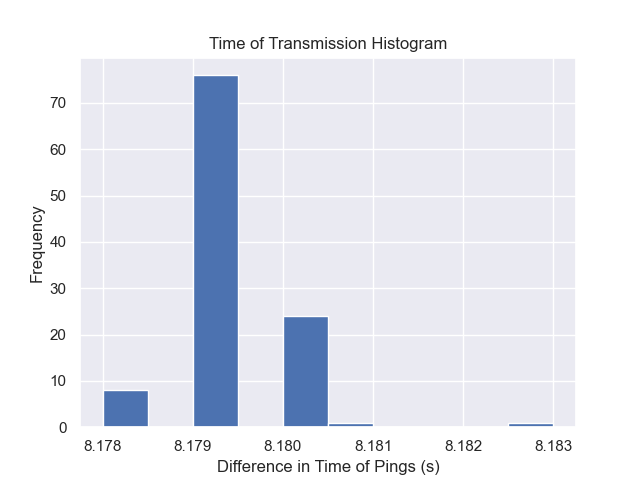 Time of Transmission Histogram
Frequency
70
60
50
40
30
20
10
0
8.178 8.179 8.180 8.181 8.182 8.183
Difference in Time of Pings (s)